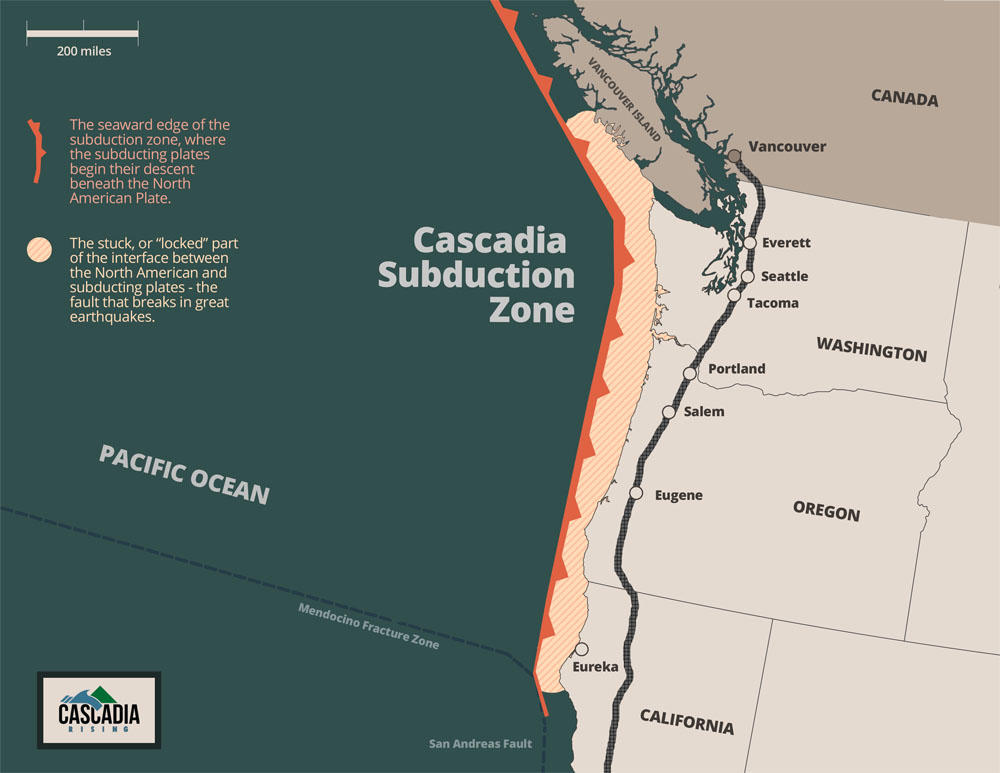 200 miles
The seaward edge of the
subduction zone, where
the subducting plates
begin their descent
beneath the North
American Plate.
The stuck, or “locked” part
of the interface between
the North American and
subducting plates - the
fault that breaks in great
earthquakes.
Cascadia
Subduction
Zone
VANCOUVER ISLAND
CANADA
Vancouver
Everett
Seattle
Tacoma
WASHINGTON
Portland
Salem
PACIFIC OCEAN
Eugene
OREGON
Mendocino Fracture Zone
Eureka
CALIFORNIA
San Andreas Fault
CASCADIA
RISING